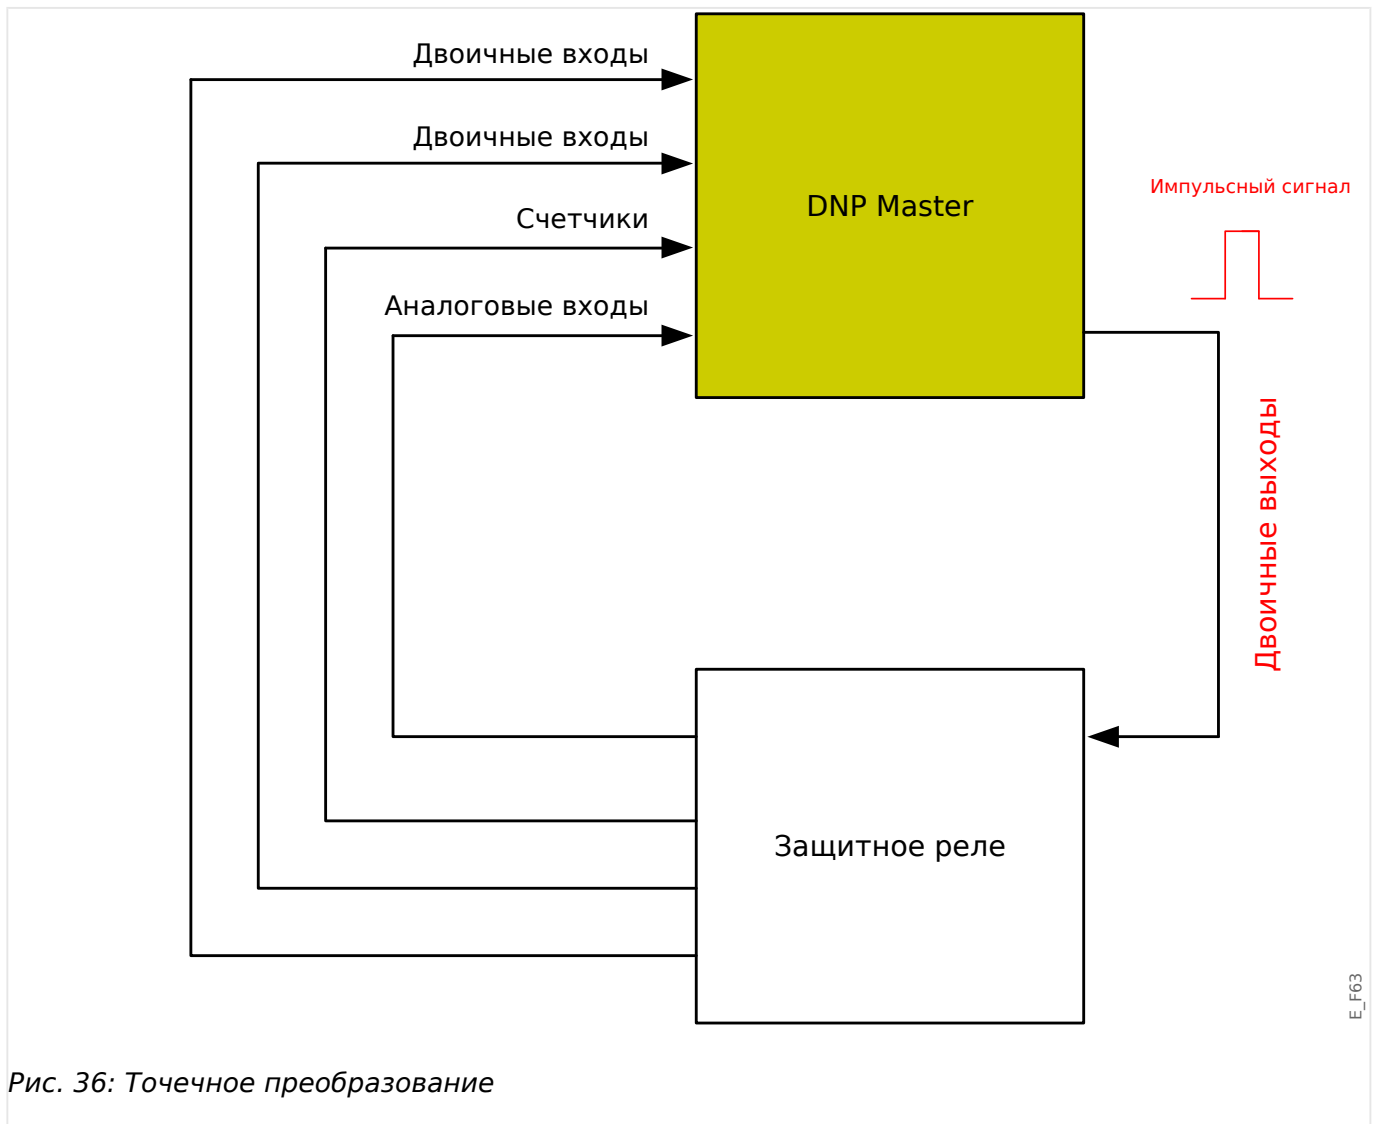 Двоичные входы
Двоичные входы
Счетчики
Аналоговые входы
DNP Master
Импульсный сигнал
Двоичные выходы
Защитное реле
E_F63
Рис. 36: Точечное преобразование